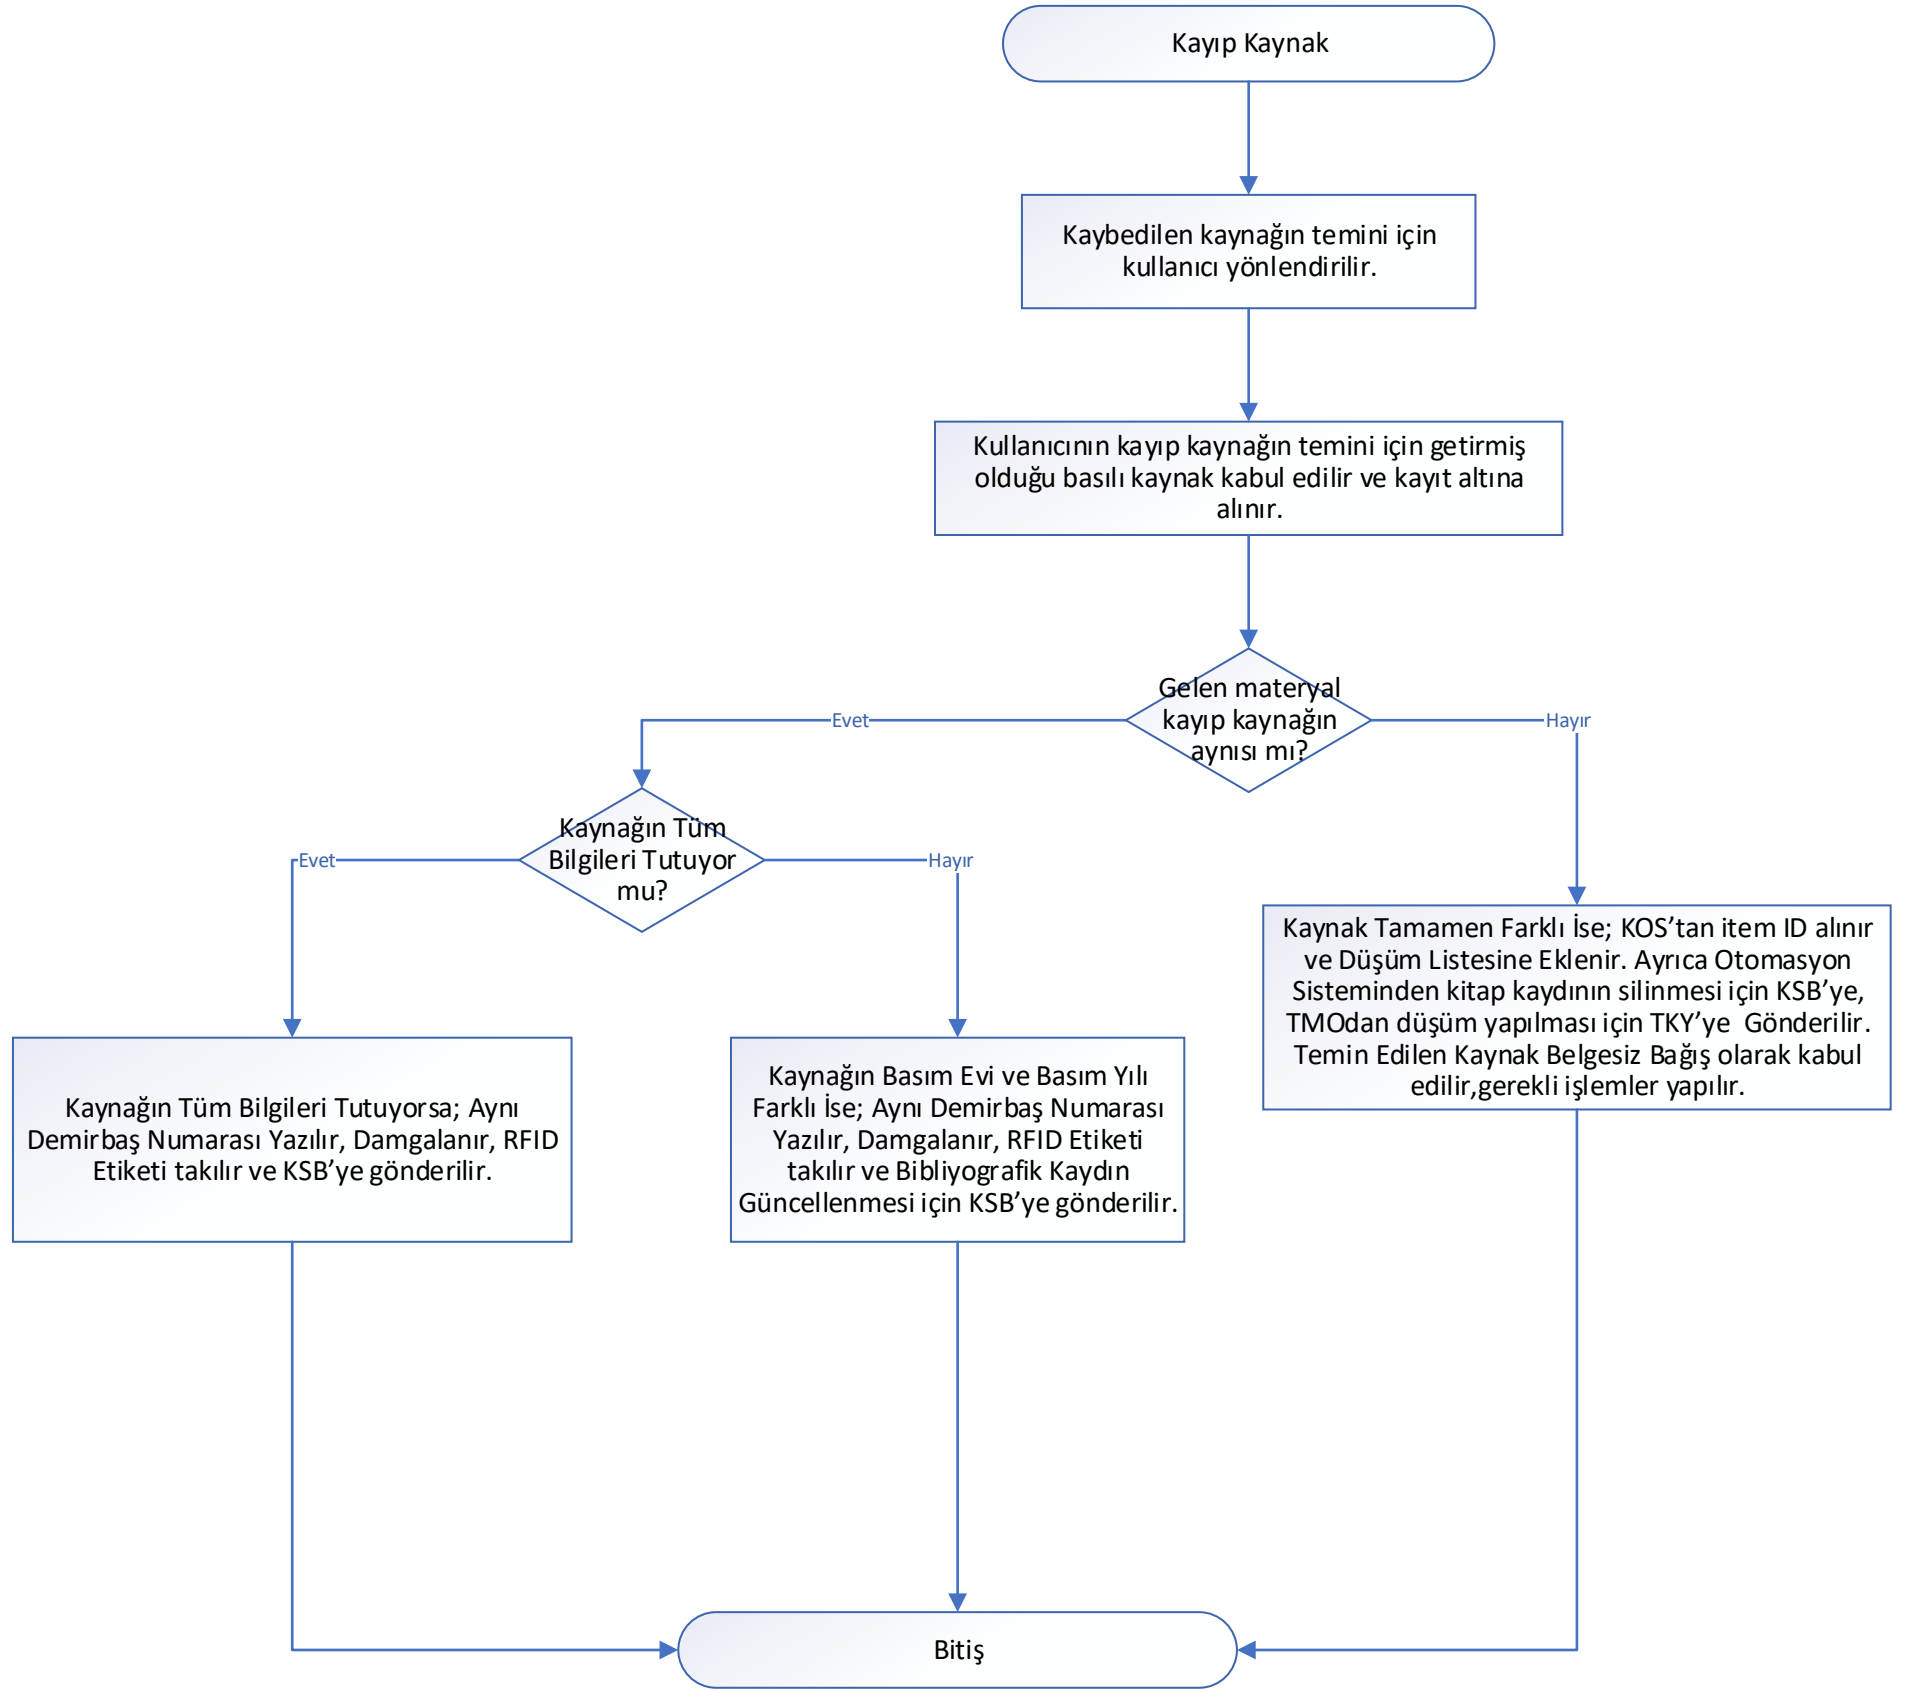 Kayıp Kaynak
Kaybedilen kaynağın temini için
kullanıcı yönlendirilir.
Kullanıcının kayıp kaynağın temini için getirmiş
olduğu basılı kaynak kabul edilir ve kayıt altına
alınır.
Gelen materyal
kayıp kaynağın
aynısı mı?
Evet
Hayır
Kaynağın Tüm
Bilgileri Tutuyor
mu?
Evet
Hayır
Kaynak Tamamen Farklı İse; KOS’tan item ID alınır
ve Düşüm Listesine Eklenir. Ayrıca Otomasyon
Sisteminden kitap kaydının silinmesi için KSB’ye,
TMOdan düşüm yapılması için TKY’ye  Gönderilir.
Temin Edilen Kaynak Belgesiz Bağış olarak kabul
edilir,gerekli işlemler yapılır.
Kaynağın Tüm Bilgileri Tutuyorsa; Aynı
Demirbaş Numarası Yazılır, Damgalanır, RFID
Etiketi takılır ve KSB’ye gönderilir.
Kaynağın Basım Evi ve Basım Yılı
Farklı İse; Aynı Demirbaş Numarası
Yazılır, Damgalanır, RFID Etiketi
takılır ve Bibliyografik Kaydın
Güncellenmesi için KSB’ye gönderilir.
Bitiş